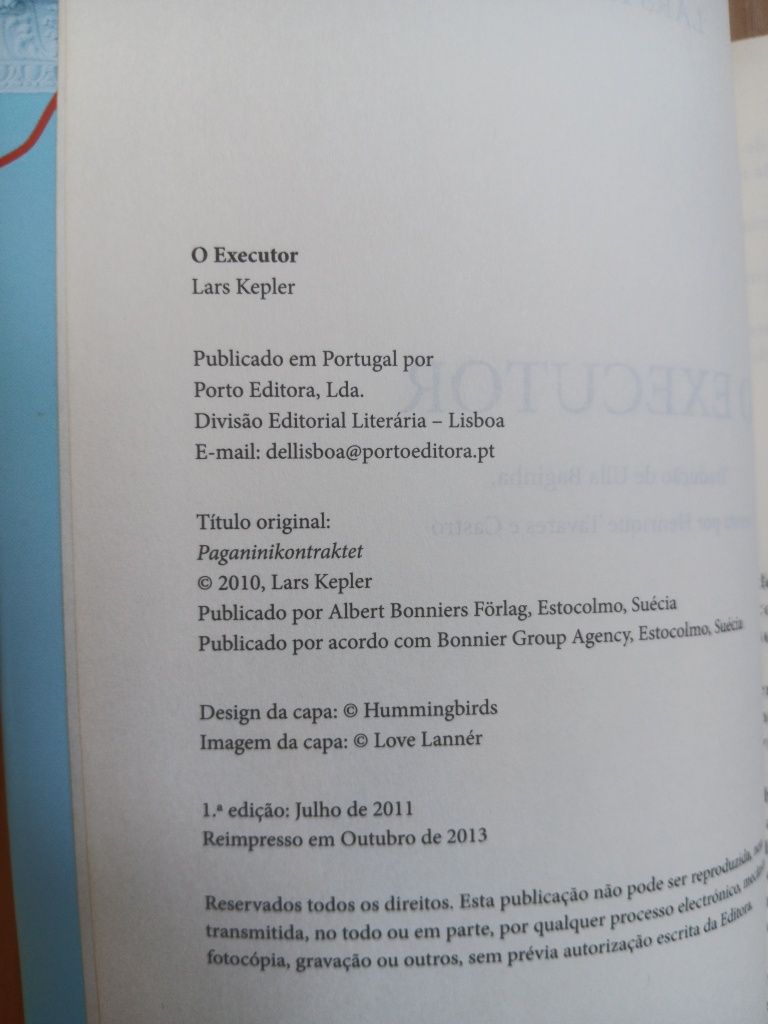 O Executor
Lars Kepler
Publicado em Portugal por
Porto Editora, Lda.
Divisão Editorial Literária – Lisboa
E-mail: dellisboa@portoeditora.pt
Título original:
Paganinikontraktet
© 2010, Lars Kepler
Publicado por Albert Bonniers Förlag, Estocolmo, Suécia
Publicado por acordo com Bonnier Group Agency, Estocolmo, Suécia
Design da capa: © Hummingbirds
Imagem da capa: © Love Lannér
1.ª edição: Julho de 2011
Reimpresso em Outubro de 2013
Reservados todos os direitos. Esta publicação não pode ser reproduzida, nem
transmitida, no todo ou em parte, por qualquer processo electrónico,
fotocópia, gravação ou outros, sem prévia autorização escrita da Editora.